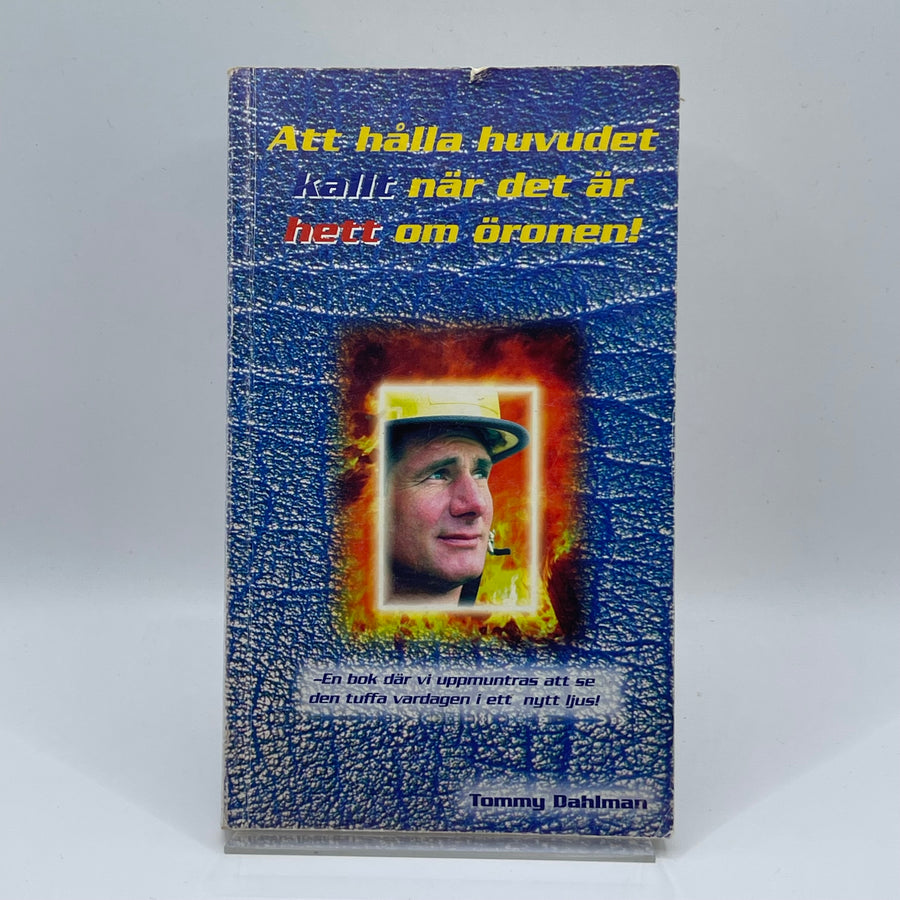 Att hålla huvudet
kallt när det är
hett om öronen!
-En bok där vi uppmuntras att se
den tuffa vardagen i ett nytt ljus!
Tommy Dahlman